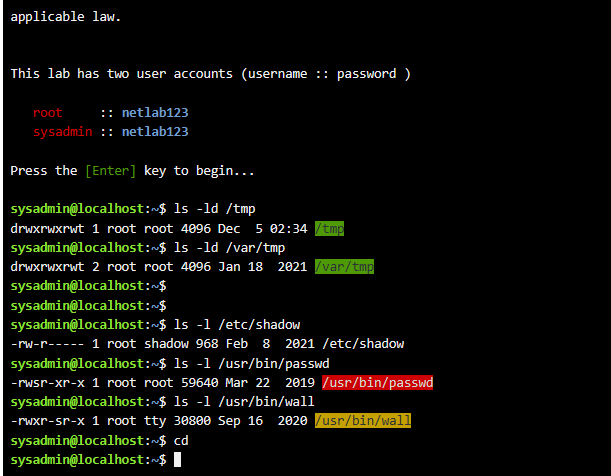 applicable law.
This lab has two user accounts (username :: password )
root     :: netlab123
sysadmin :: netlab123
Press the [Enter] key to begin...
sysadmin@localhost:~$ ls -ld /tmp
drwxrwxrwt 1 root root 4096 Dec  5 02:34 /tmp
sysadmin@localhost:~$ ls -ld /var/tmp
drwxrwxrwt 2 root root 4096 Jan 18  2021 /var/tmp
sysadmin@localhost:~$
sysadmin@localhost:~$
sysadmin@localhost:~$ ls -l /etc/shadow
-rw-r----- 1 root shadow 968 Feb  8  2021 /etc/shadow
sysadmin@localhost:~$ ls -l /usr/bin/passwd
-rwsr-xr-x 1 root root 59640 Mar 22  2019 /usr/bin/passwd
sysadmin@localhost:~$ ls -l /usr/bin/wall
-rwxr-sr-x 1 root tty 30800 Sep 16  2020 /usr/bin/wall
sysadmin@localhost:~$ cd
sysadmin@localhost:~$